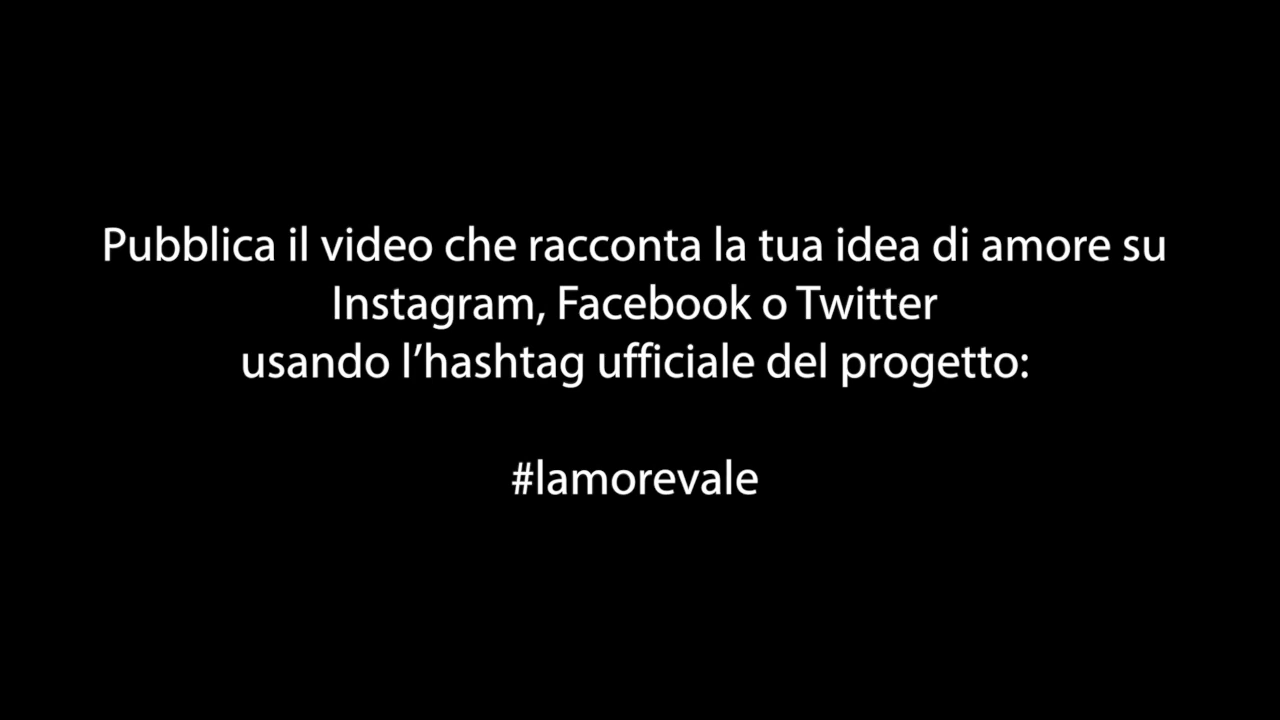 Pubblica il video che racconta la tua idea di amore su
Instagram, Facebook o Twitter
usando l’hashtag ufficiale del progetto:
#lamorevale